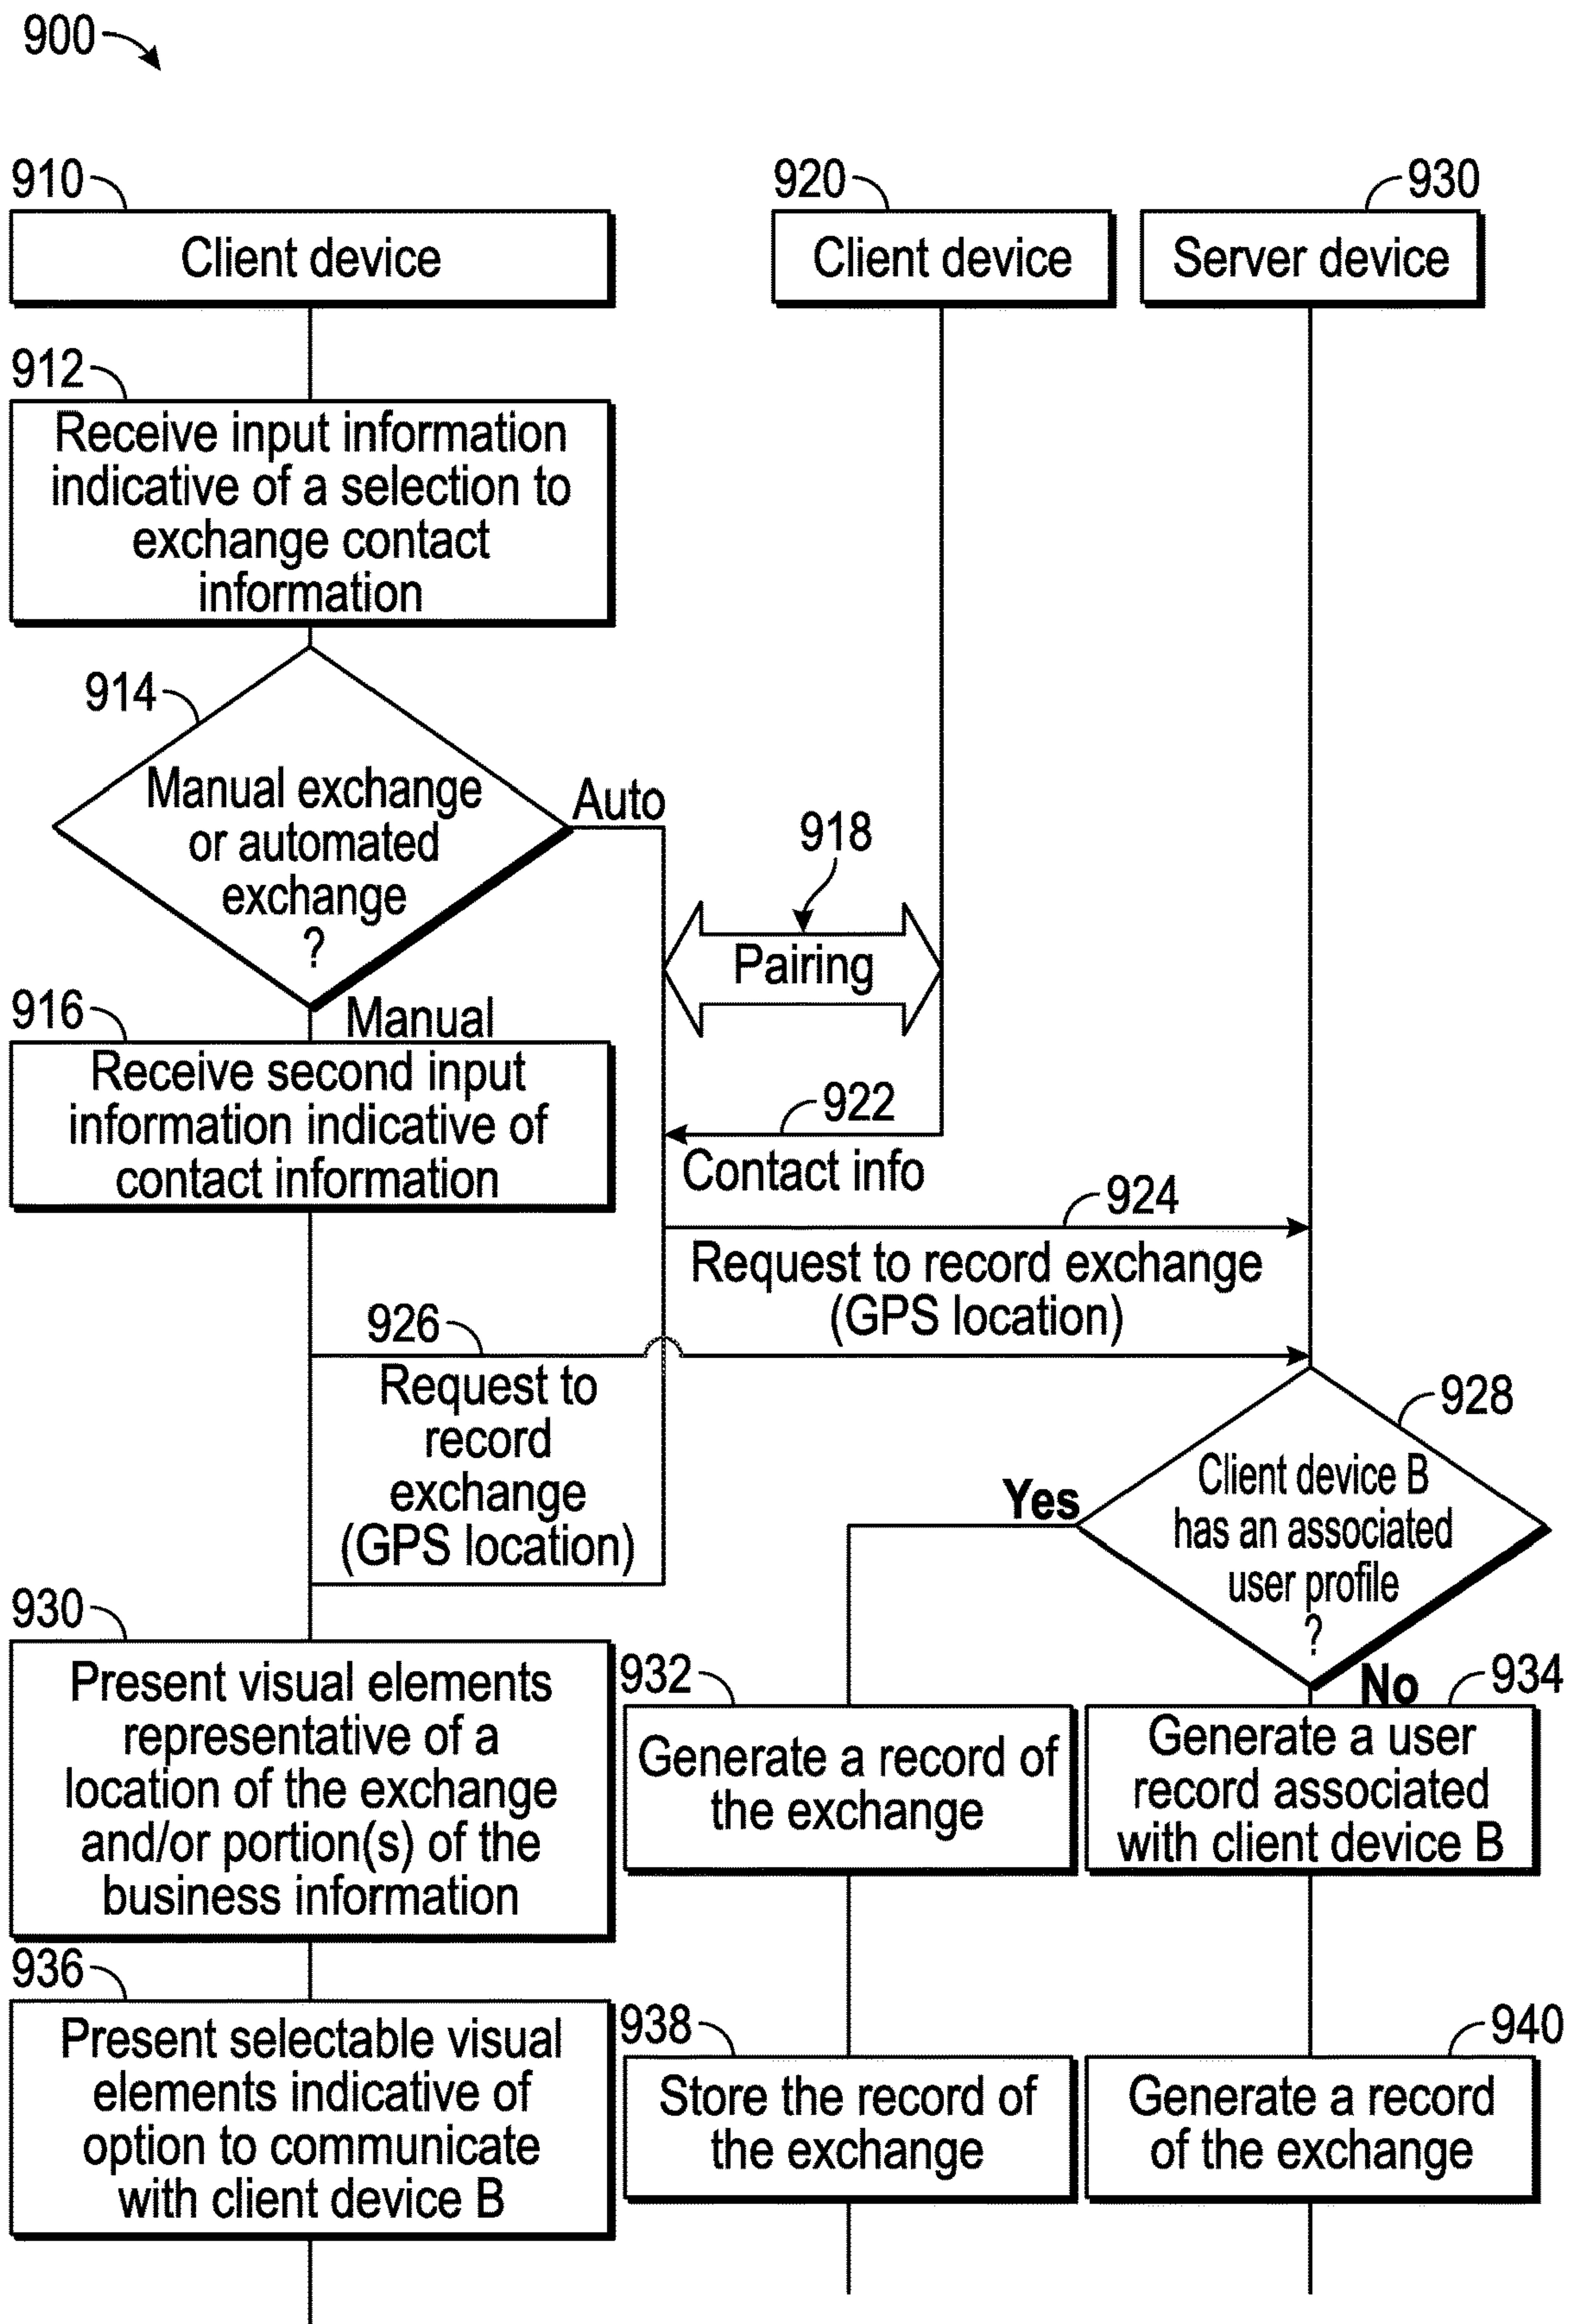 900
910
920
930
Client device
Client device
Server device
912
Receive input information
indicative of a selection to
exchange contact
information
914
Manual exchange
or automated
exchange
?
Auto
918
Pairing
Manual
916
Receive second input
information indicative of
contact information
922
Contact info
924
Request to record exchange
(GPS location)
926
Request to
record
exchange
(GPS location)
928
Client device B
has an associated
user profile
?
Yes
No
930
Present visual elements
representative of a
location of the exchange
and/or portion(s) of the
business information
932
Generate a record of
the exchange
934
Generate a user
record associated
with client device B
936
Present selectable visual
elements indicative of
option to communicate
with client device B
938
Store the record of
the exchange
940
Generate a record
of the exchange